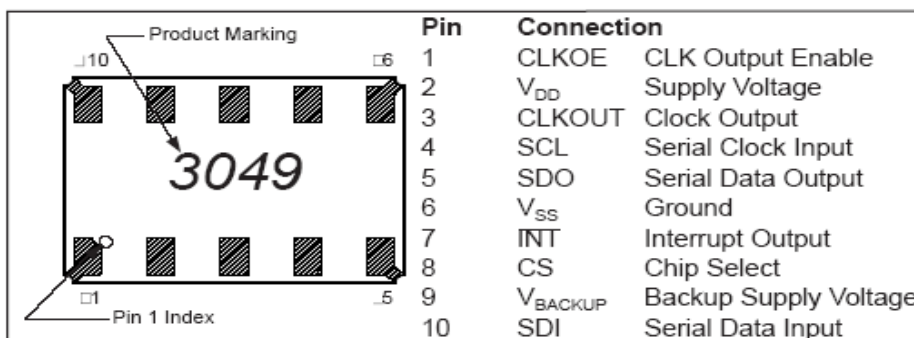 Product Marking
□10
□6
3049
□1
5
Pin 1 Index
Pin Connection
1 CLKOE CLK Output Enable
2 VDD Supply Voltage
3 CLKOUT Clock Output
4 SCL Serial Clock Input
5 SDO Serial Data Output
6 VSS Ground
7 I̅N̅T̅ Interrupt Output
8 CS Chip Select
9 VBACKUP Backup Supply Voltage
10 SDI Serial Data Input